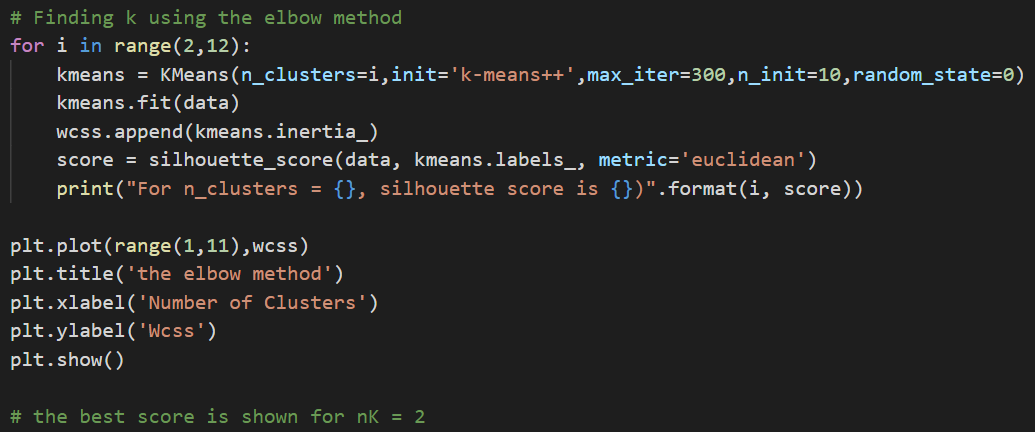 # Finding k using the elbow method
for i in range(2,12):
    kmeans = KMeans(n_clusters=i,init='k-means++',max_iter=300,n_init=10,random_state=0)
    kmeans.fit(data)
    wcss.append(kmeans.inertia_)
    score = silhouette_score(data, kmeans.labels_, metric='euclidean')
    print("For n_clusters = {}, silhouette score is {})".format(i, score))
plt.plot(range(1,11),wcss)
plt.title('the elbow method')
plt.xlabel('Number of Clusters')
plt.ylabel('Wcss')
plt.show()
# the best score is shown for nK = 2